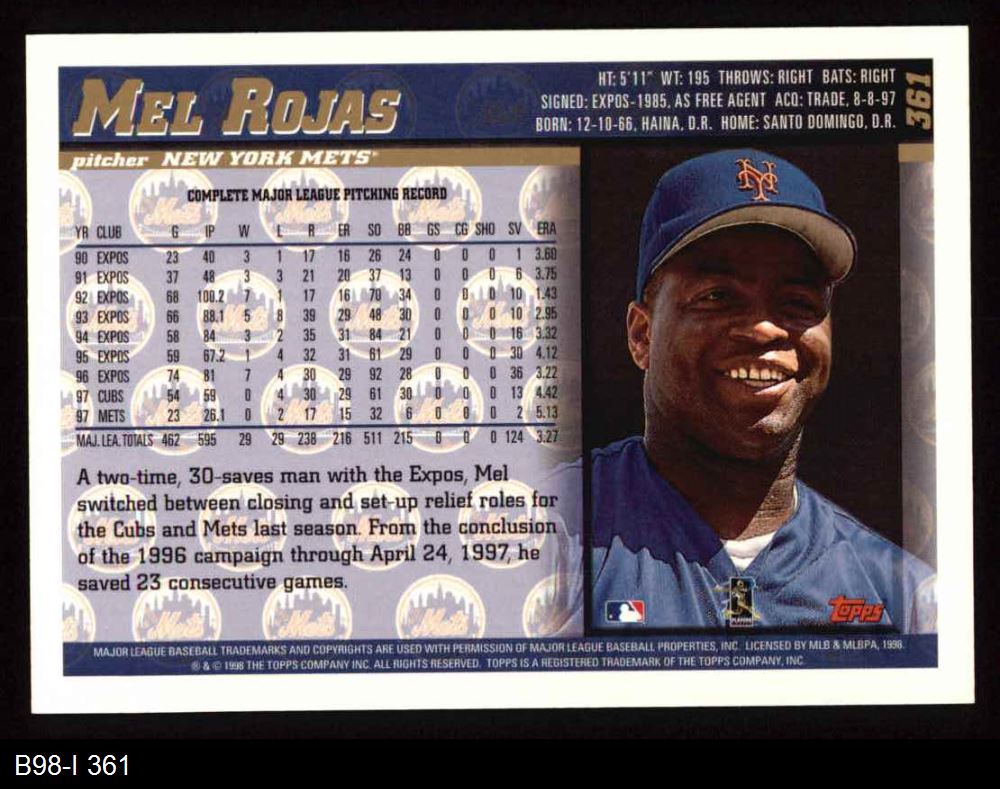 MEL ROJAS
HT: 5'11" WT: 195 THROWS: RIGHT BATS: RIGHT
SIGNED: EXPOS-1985, AS FREE AGENT ACQ: TRADE, 8-8-97
BORN: 12-10-66, HAINA, D.R. HOME: SANTO DOMINGO, D.R.
361
pitcher NEW YORK METS
COMPLETE MAJOR LEAGUE PITCHING RECORD
YR CLUB G IP W L R ER SO BB GS CG SHO SV ERA
90 EXPOS 23 40 3 1 17 16 26 24 0 0 0 1 3.60
91 EXPOS 37 48 3 3 21 20 37 13 0 0 0 6 3.75
92 EXPOS 68 100.2 7 1 17 16 70 34 0 0 0 10 1.43
93 EXPOS 66 88.1 5 8 39 29 48 30 0 0 0 10 2.95
94 EXPOS 58 84 3 2 35 31 84 21 0 0 0 16 3.32
95 EXPOS 59 67.2 1 4 32 31 61 29 0 0 0 30 4.12
96 EXPOS 74 81 7 4 30 29 92 28 0 0 0 36 3.22
97 CUBS 54 59 0 4 30 29 61 30 0 0 0 13 4.42
97 METS 23 26.1 0 2 17 15 32 6 0 0 0 2 5.13
MAJ. LEA. TOTALS 462 595 29 29 238 216 511 215 0 0 0 124 3.27
A two-time, 30-saves man with the Expos, Mel
switched between closing and set-up relief roles for
the Cubs and Mets last season. From the conclusion
of the 1996 campaign through April 24, 1997, he
saved 23 consecutive games.
NY
topps
MAJOR LEAGUE BASEBALL TRADEMARKS AND COPYRIGHTS ARE USED WITH PERMISSION OF MAJOR LEAGUE BASEBALL PROPERTIES, INC. LICENSED BY MLB & MLBPA, 1998.
® & © 1998 THE TOPPS COMPANY, INC. ALL RIGHTS RESERVED. TOPPS IS A REGISTERED TRADEMARK OF THE TOPPS COMPANY, INC.
B98-I 361